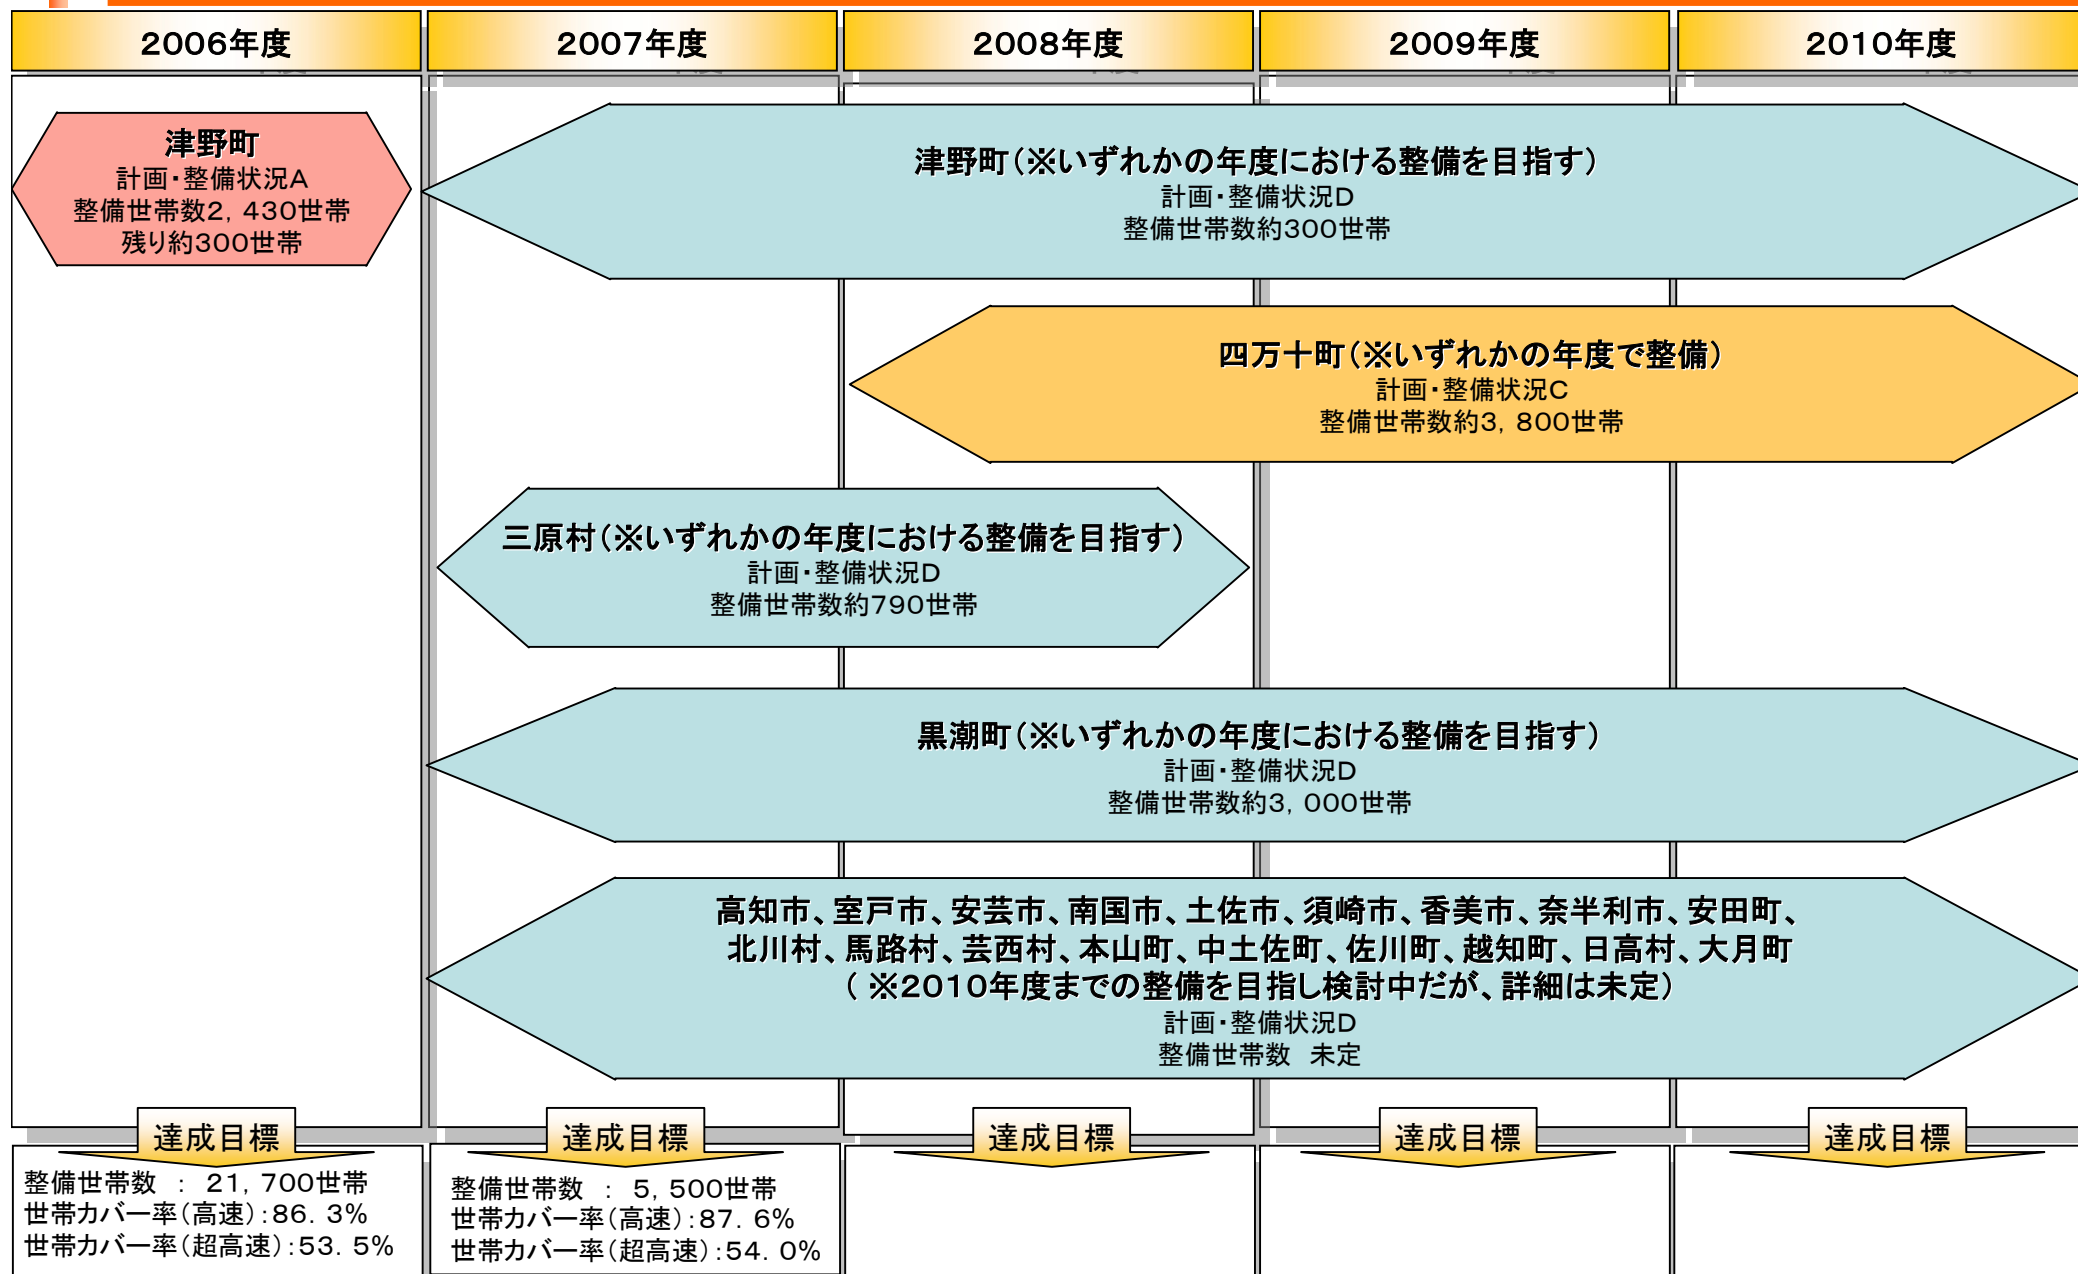 2006年度
2007年度
2008年度
2009年度
2010年度
津野町
計画・整備状況A
整備世帯数2,430世帯
残り約300世帯
津野町(※いずれかの年度における整備を目指す)
計画・整備状況D
整備世帯数約300世帯
四万十町(※いずれかの年度で整備)
計画・整備状況C
整備世帯数約3,800世帯
三原村(※いずれかの年度における整備を目指す)
計画・整備状況D
整備世帯数約790世帯
黒潮町(※いずれかの年度における整備を目指す)
計画・整備状況D
整備世帯数約3,000世帯
高知市、室戸市、安芸市、南国市、土佐市、須崎市、香美市、奈半利市、安田町、
北川村、馬路村、芸西村、本山町、中土佐町、佐川町、越知町、日高村、大月町
( ※2010年度までの整備を目指し検討中だが、詳細は未定)
計画・整備状況D
整備世帯数 未定
達成目標
整備世帯数 : 21,700世帯
世帯カバー率(高速):86.3%
世帯カバー率(超高速):53.5%
達成目標
整備世帯数 : 5,500世帯
世帯カバー率(高速):87.6%
世帯カバー率(超高速):54.0%
達成目標
達成目標
達成目標